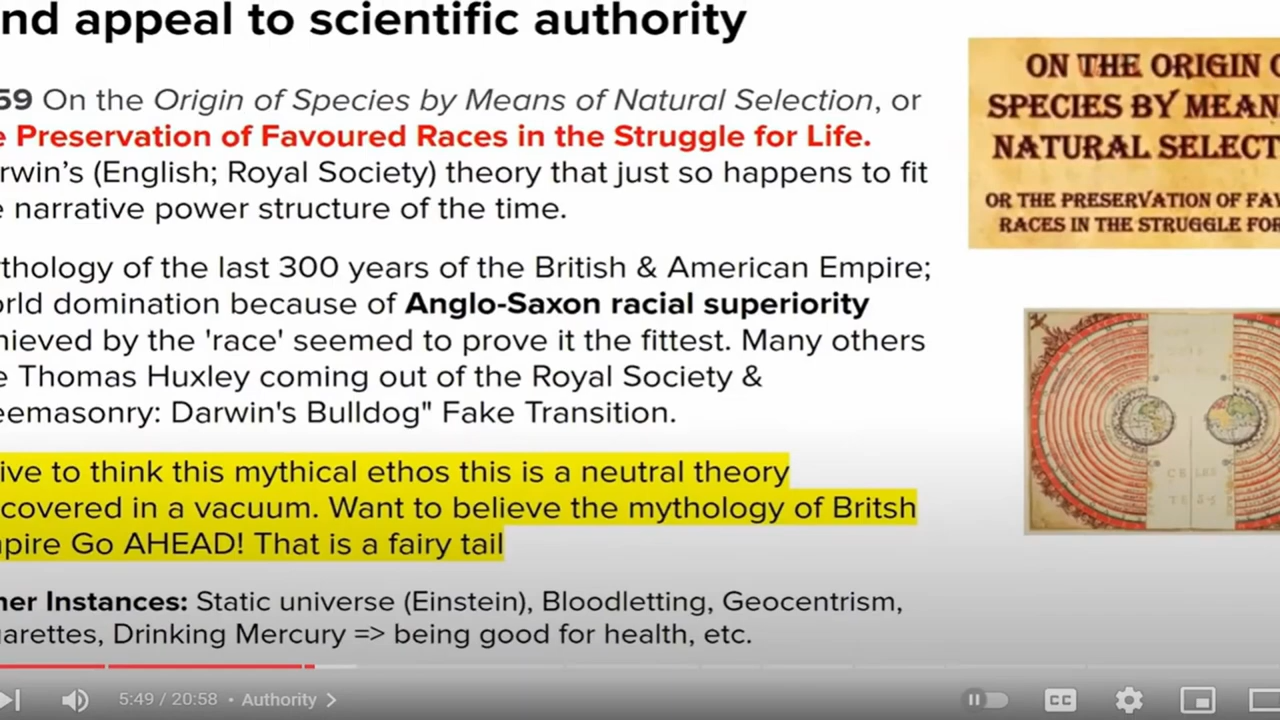 nd appeal to scientific authority
59 On the Origin of Species by Means of Natural Selection, or
e Preservation of Favoured Races in the Struggle for Life.
rwin's (English; Royal Society) theory that just so happens to fit
e narrative power structure of the time.
thology of the last 300 years of the British & American Empire;
orld domination because of Anglo-Saxon racial superiority
hieved by the 'race' seemed to prove it the fittest. Many others
e Thomas Huxley coming out of the Royal Society &
eemasonry: Darwin's Bulldog" Fake Transition.
ive to think this mythical ethos this is a neutral theory
covered in a vacuum. Want to believe the mythology of Britsh
pire Go AHEAD! That is a fairy tail
her Instances: Static universe (Einstein), Bloodletting, Geocentrism,
garettes, Drinking Mercury => being good for health, etc.
ON THE ORIGIN O
SPECIES BY MEAN
NATURAL SELECT
OR THE PRESERVATION OF FAV
RACES IN THE STRUGGLE FOR
5:49 / 20:58 • Authority
CC